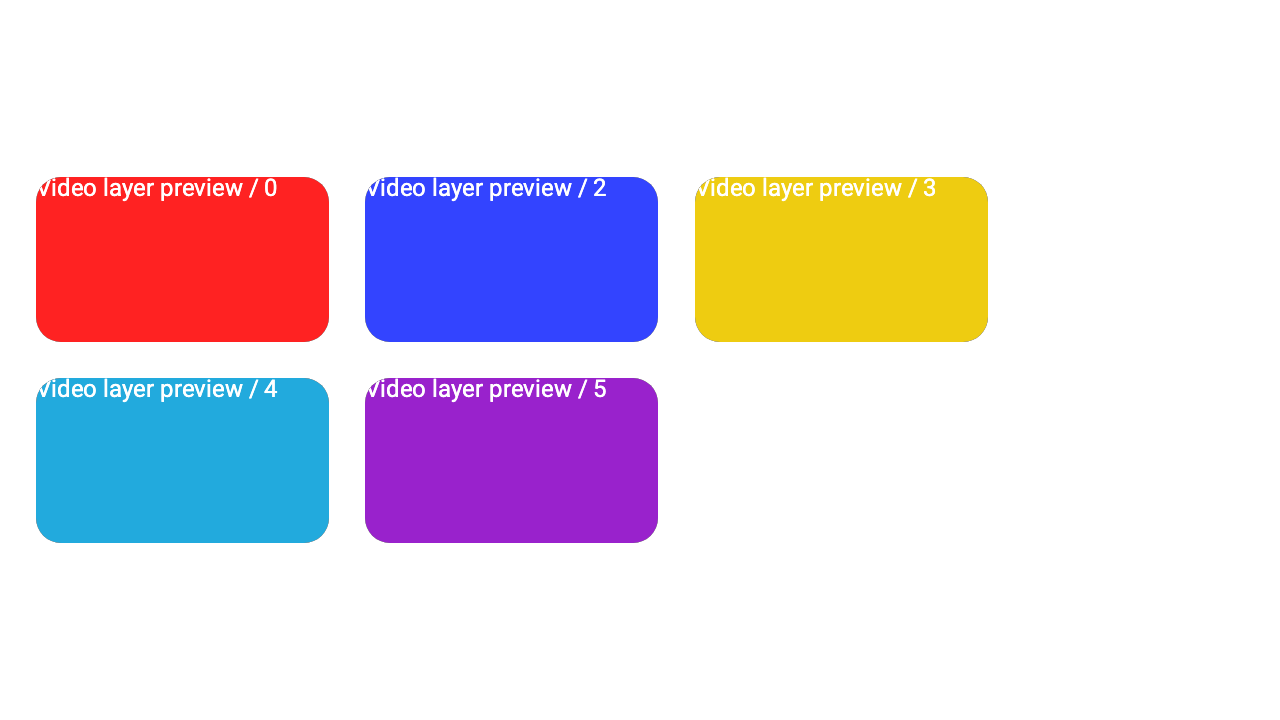 Video layer preview / 0
Video layer preview / 2
Video layer preview / 3
Video layer preview / 4
Video layer preview / 5